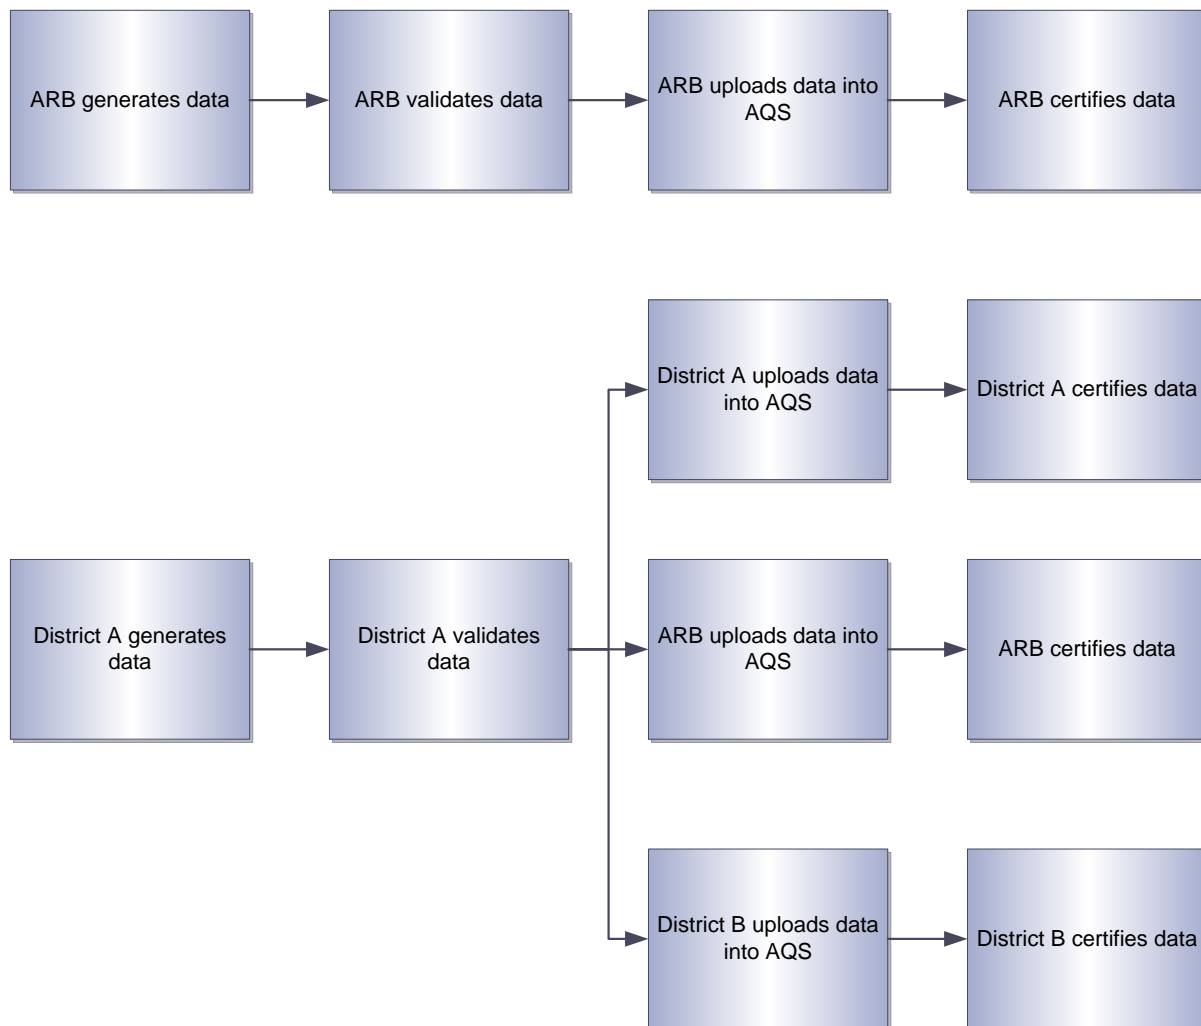 ARB generates data
ARB validates data
ARB uploads data into
AQS
ARB certifies data
District A uploads data
into AQS
District A certifies data
District A generates
data
District A validates
data
ARB uploads data into
AQS
ARB certifies data
District B uploads data
into AQS
District B certifies data